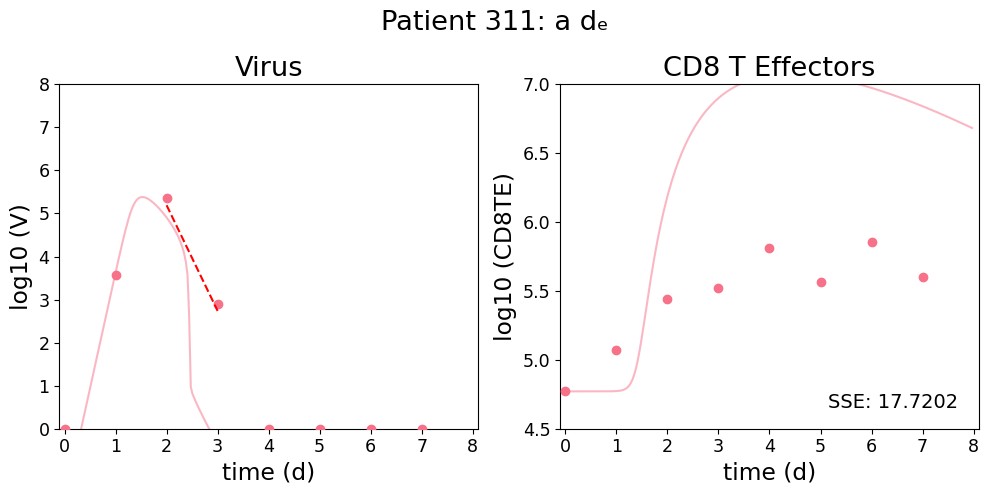 Patient 311: a dₑ
Virus
CD8 T Effectors
log10 (V)
8
7
6
5
4
3
2
1
0
0 1 2 3 4 5 6 7 8
time (d)
log10 (CD8TE)
7.0
6.5
6.0
5.5
5.0
4.5
SSE: 17.7202
0 1 2 3 4 5 6 7 8
time (d)